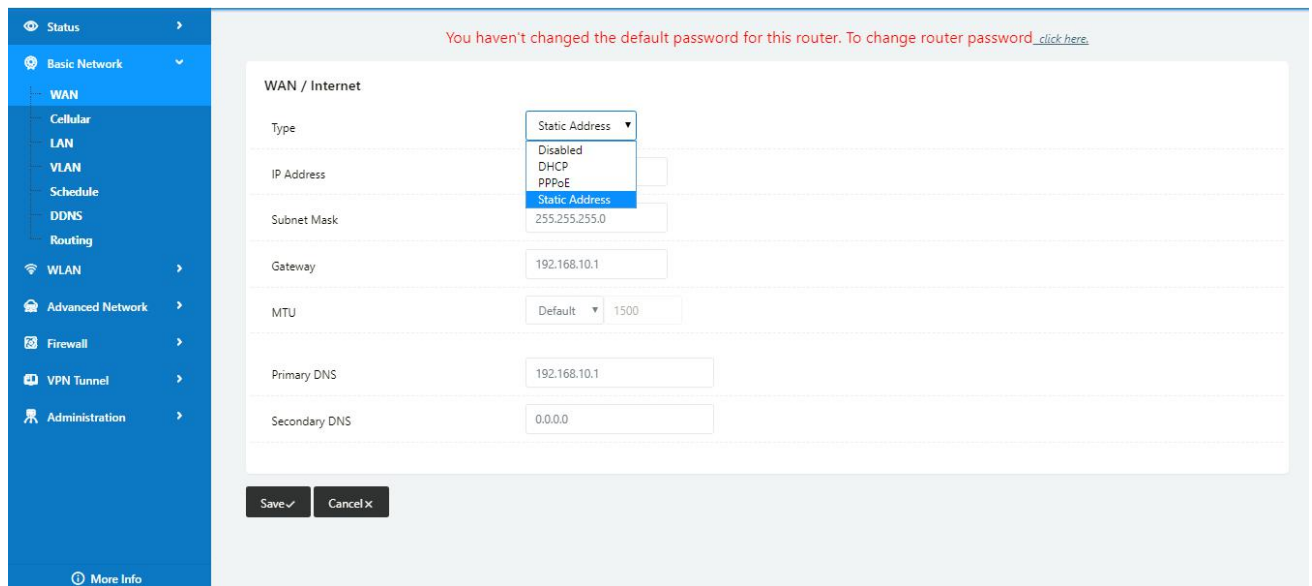 Status
Basic Network
WAN
Cellular
LAN
VLAN
Schedule
DDNS
Routing
WLAN
Advanced Network
Firewall
VPN Tunnel
Administration
More Info
You haven't changed the default password for this router. To change router password click here.
WAN / Internet
Type Static Address
Disabled
DHCP
PPPoE
Static Address
IP Address
Subnet Mask 255.255.255.0
Gateway 192.168.10.1
MTU Default 1500
Primary DNS 192.168.10.1
Secondary DNS 0.0.0.0
Save Cancel